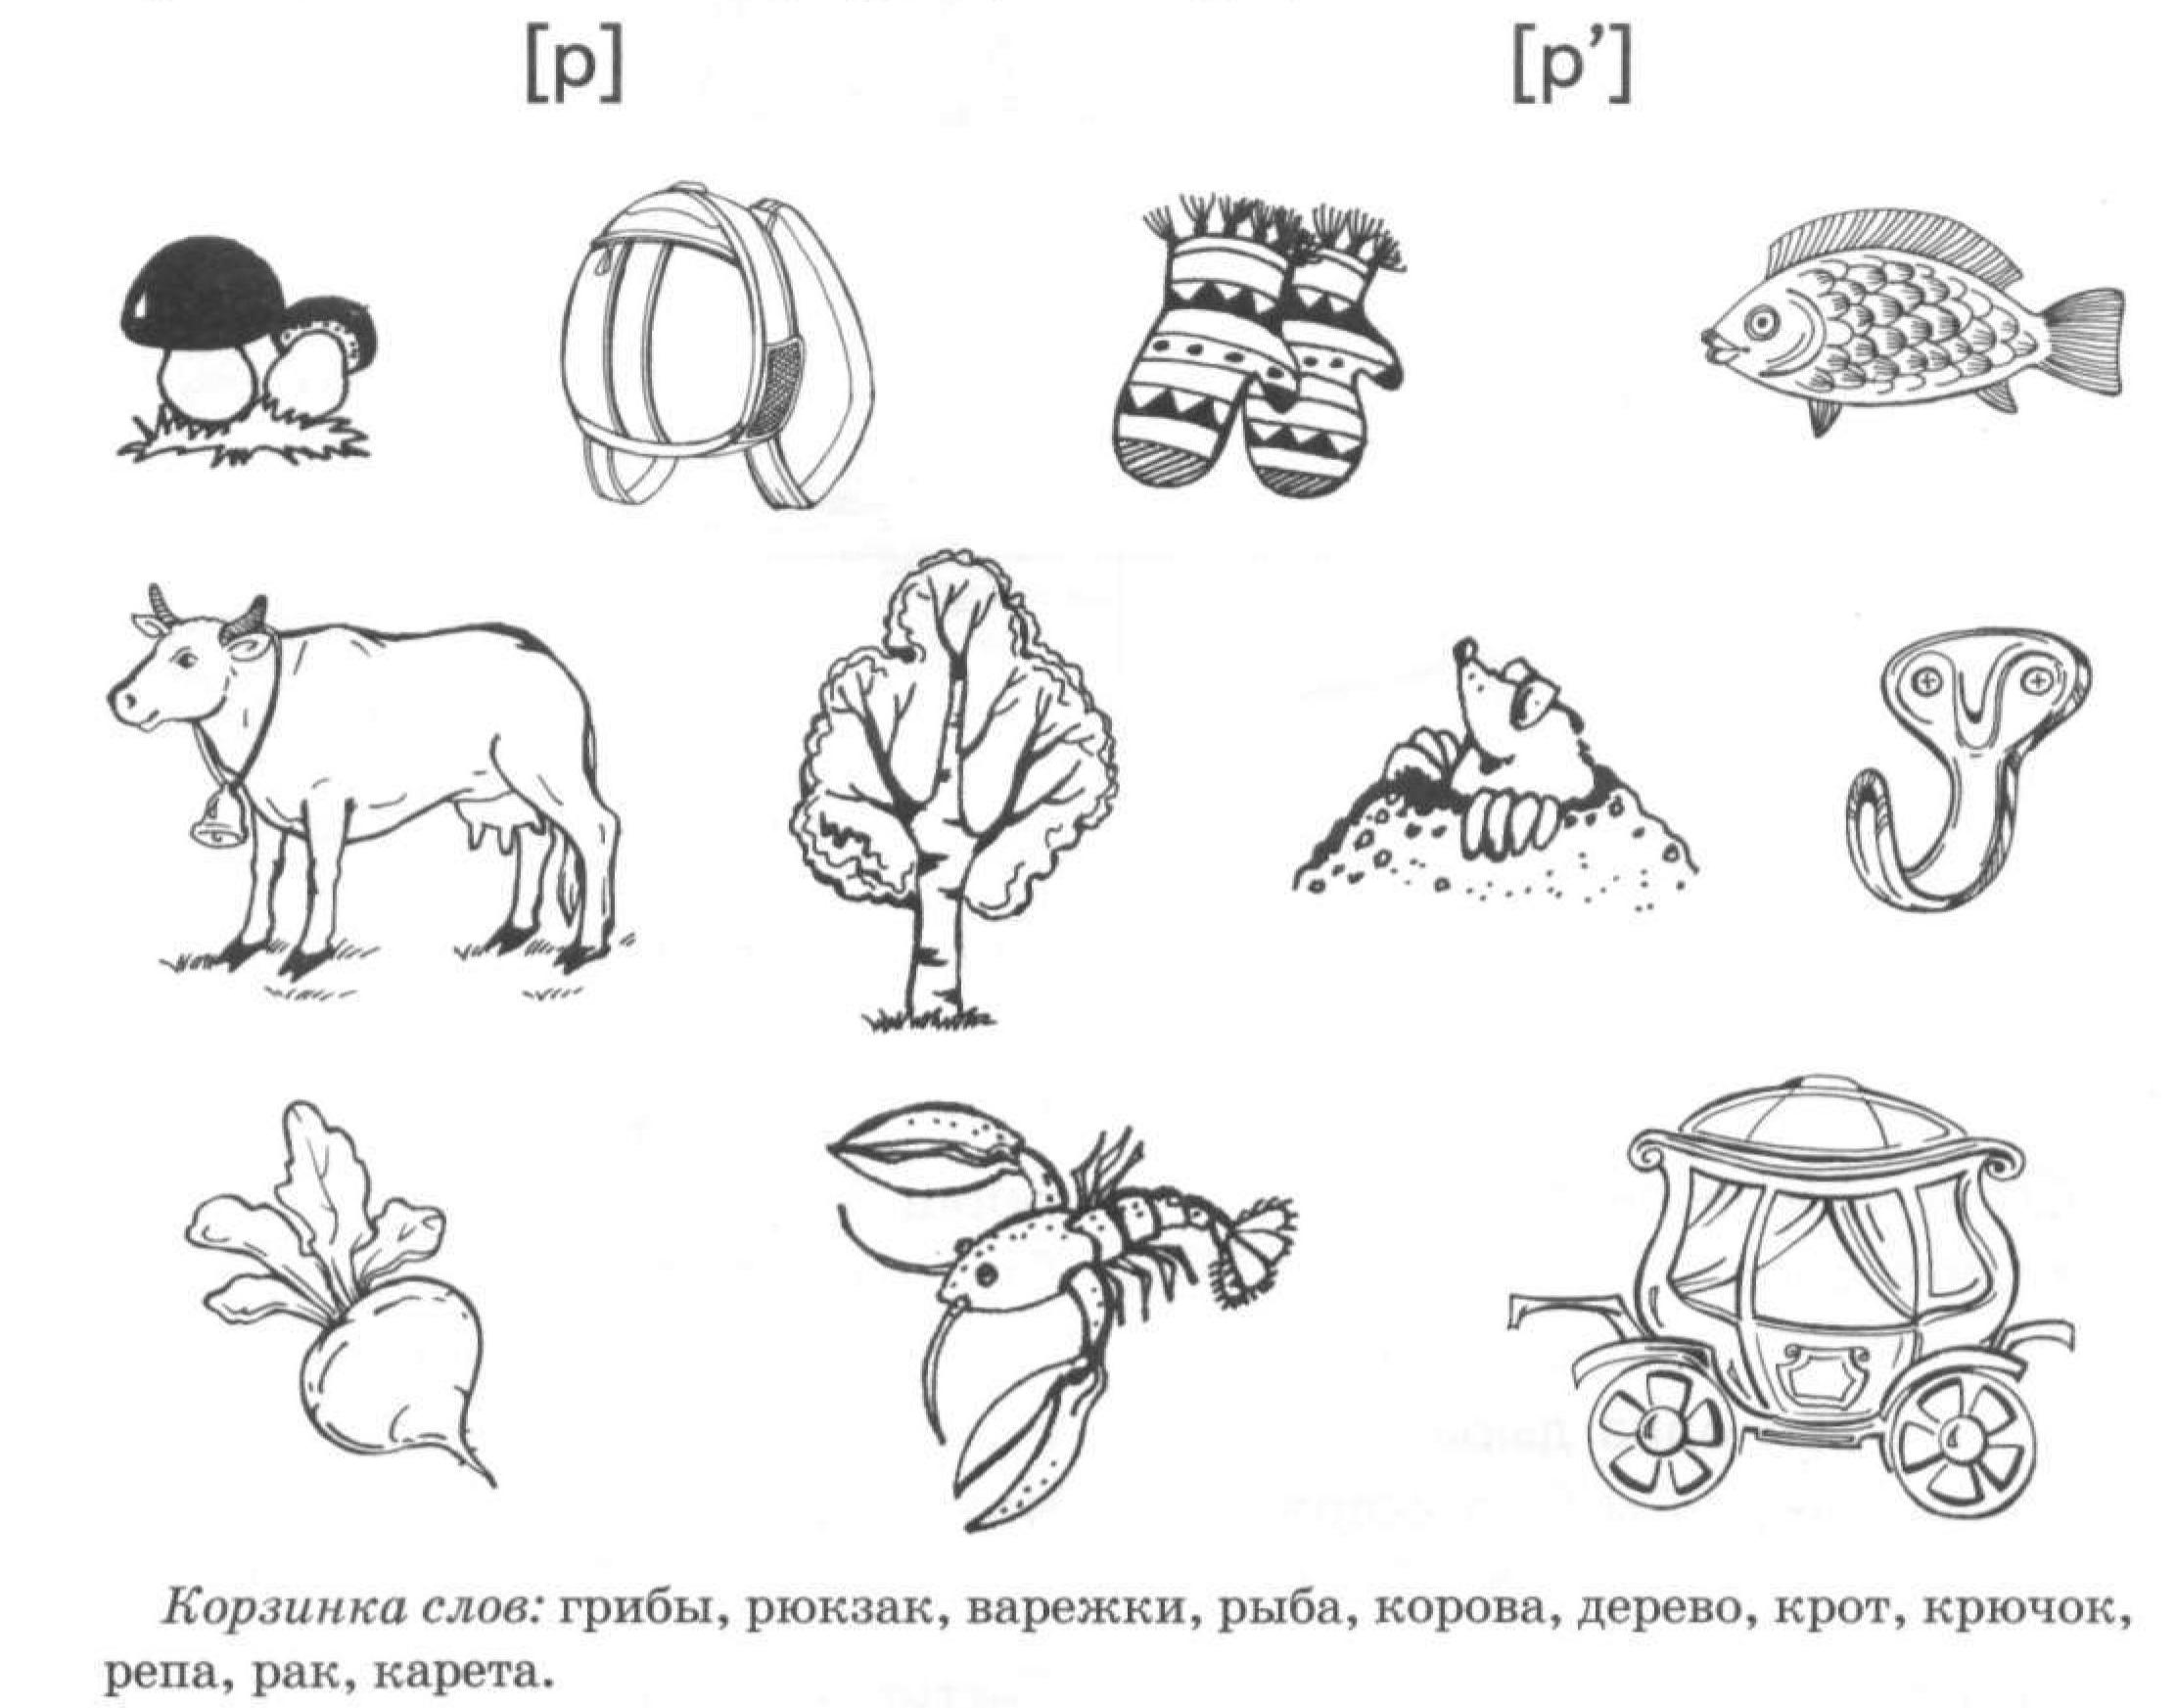 [р] [р’]
Корзинка слов: грибы, рюкзак, варежки, рыба, корова, дерево, крот, крючок,
репа, рак, карета.